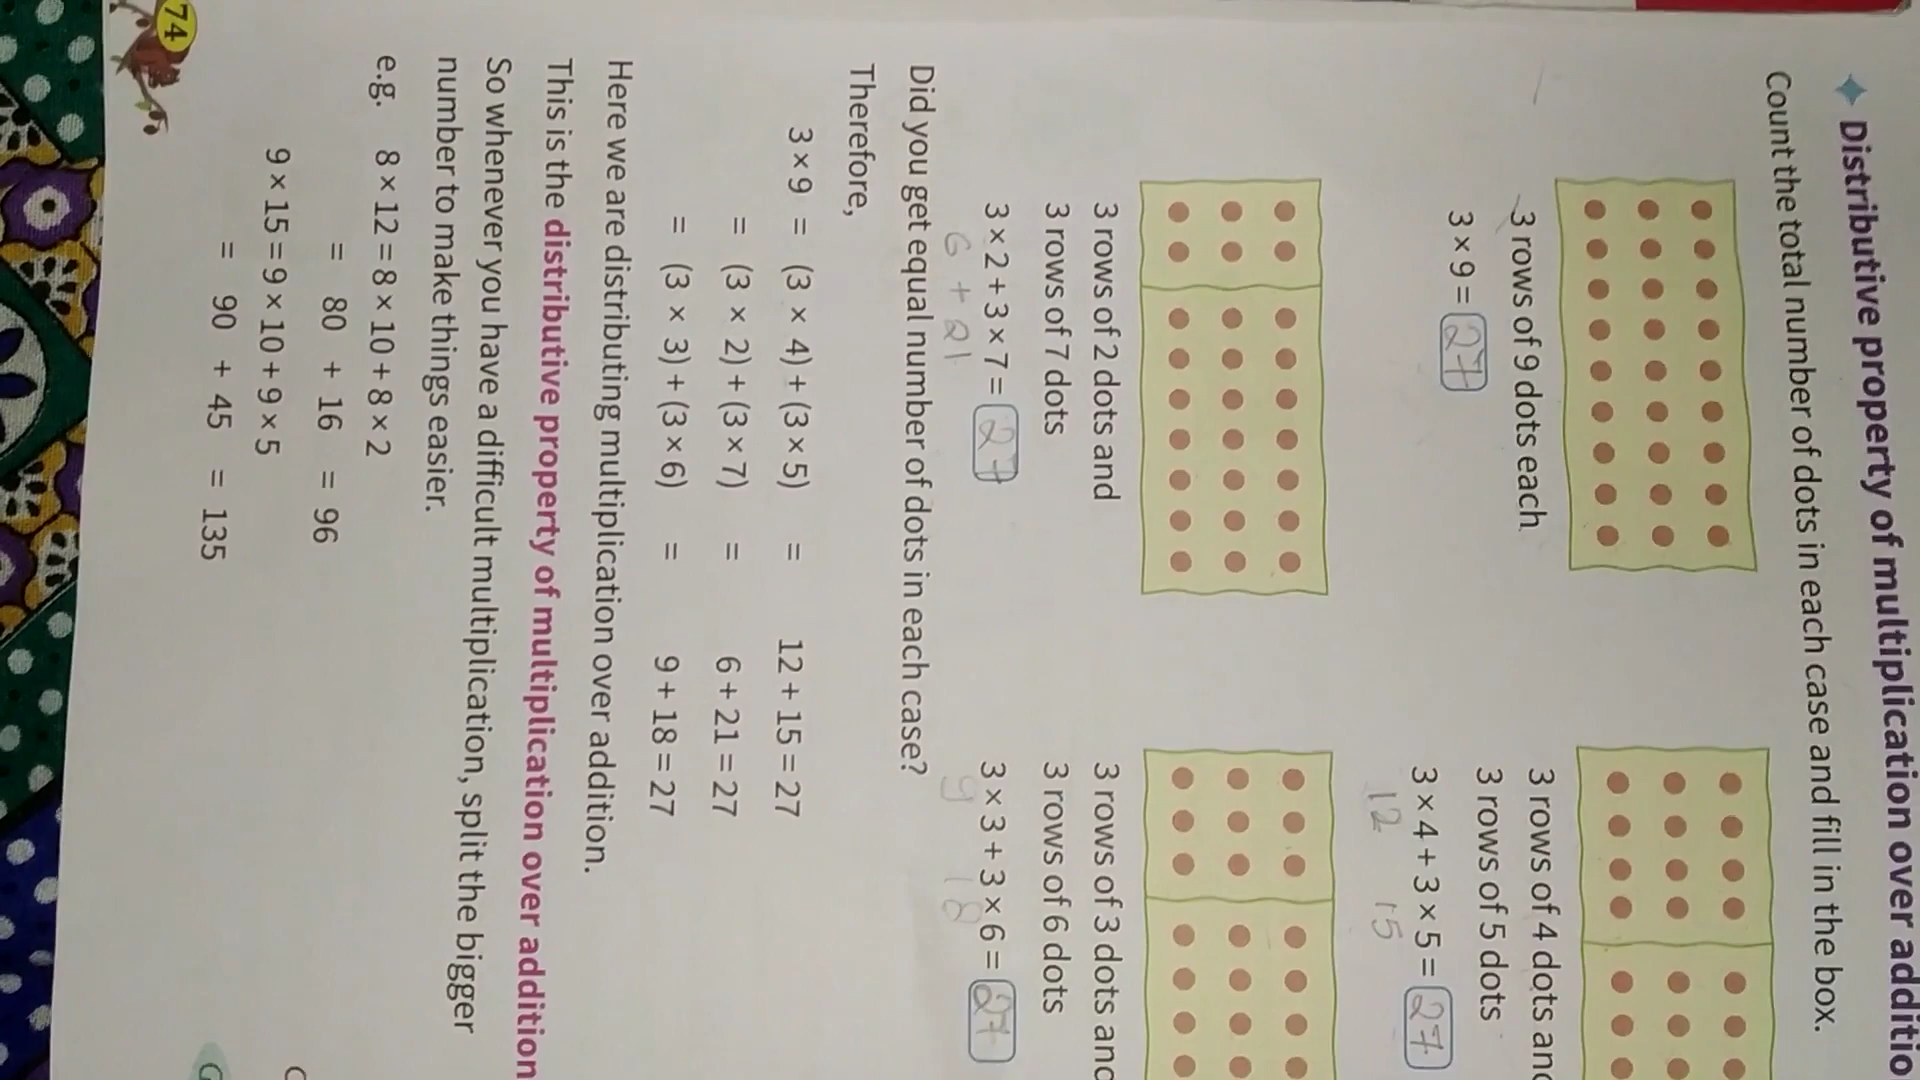 Distributive property of multiplication over additio
Count the total number of dots in each case and fill in the box.
3 rows of 9 dots each
3 × 9 = 27
3 rows of 4 dots and
3 rows of 5 dots
3 × 4 + 3 × 5 = 27
12 15
3 rows of 2 dots and
3 rows of 7 dots
3 × 2 + 3 × 7 = 27
6 + 21
3 rows of 3 dots and
3 rows of 6 dots
3 × 3 + 3 × 6 = 27
9 18
Did you get equal number of dots in each case?
Therefore,
3 × 9 = (3 × 4) + (3 × 5) = 12 + 15 = 27
= (3 × 2) + (3 × 7) = 6 + 21 = 27
= (3 × 3) + (3 × 6) = 9 + 18 = 27
Here we are distributing multiplication over addition.
This is the distributive property of multiplication over addition
So whenever you have a difficult multiplication, split the bigger
number to make things easier.
e.g. 8 × 12 = 8 × 10 + 8 × 2
= 80 + 16 = 96
9 × 15 = 9 × 10 + 9 × 5
= 90 + 45 = 135
74